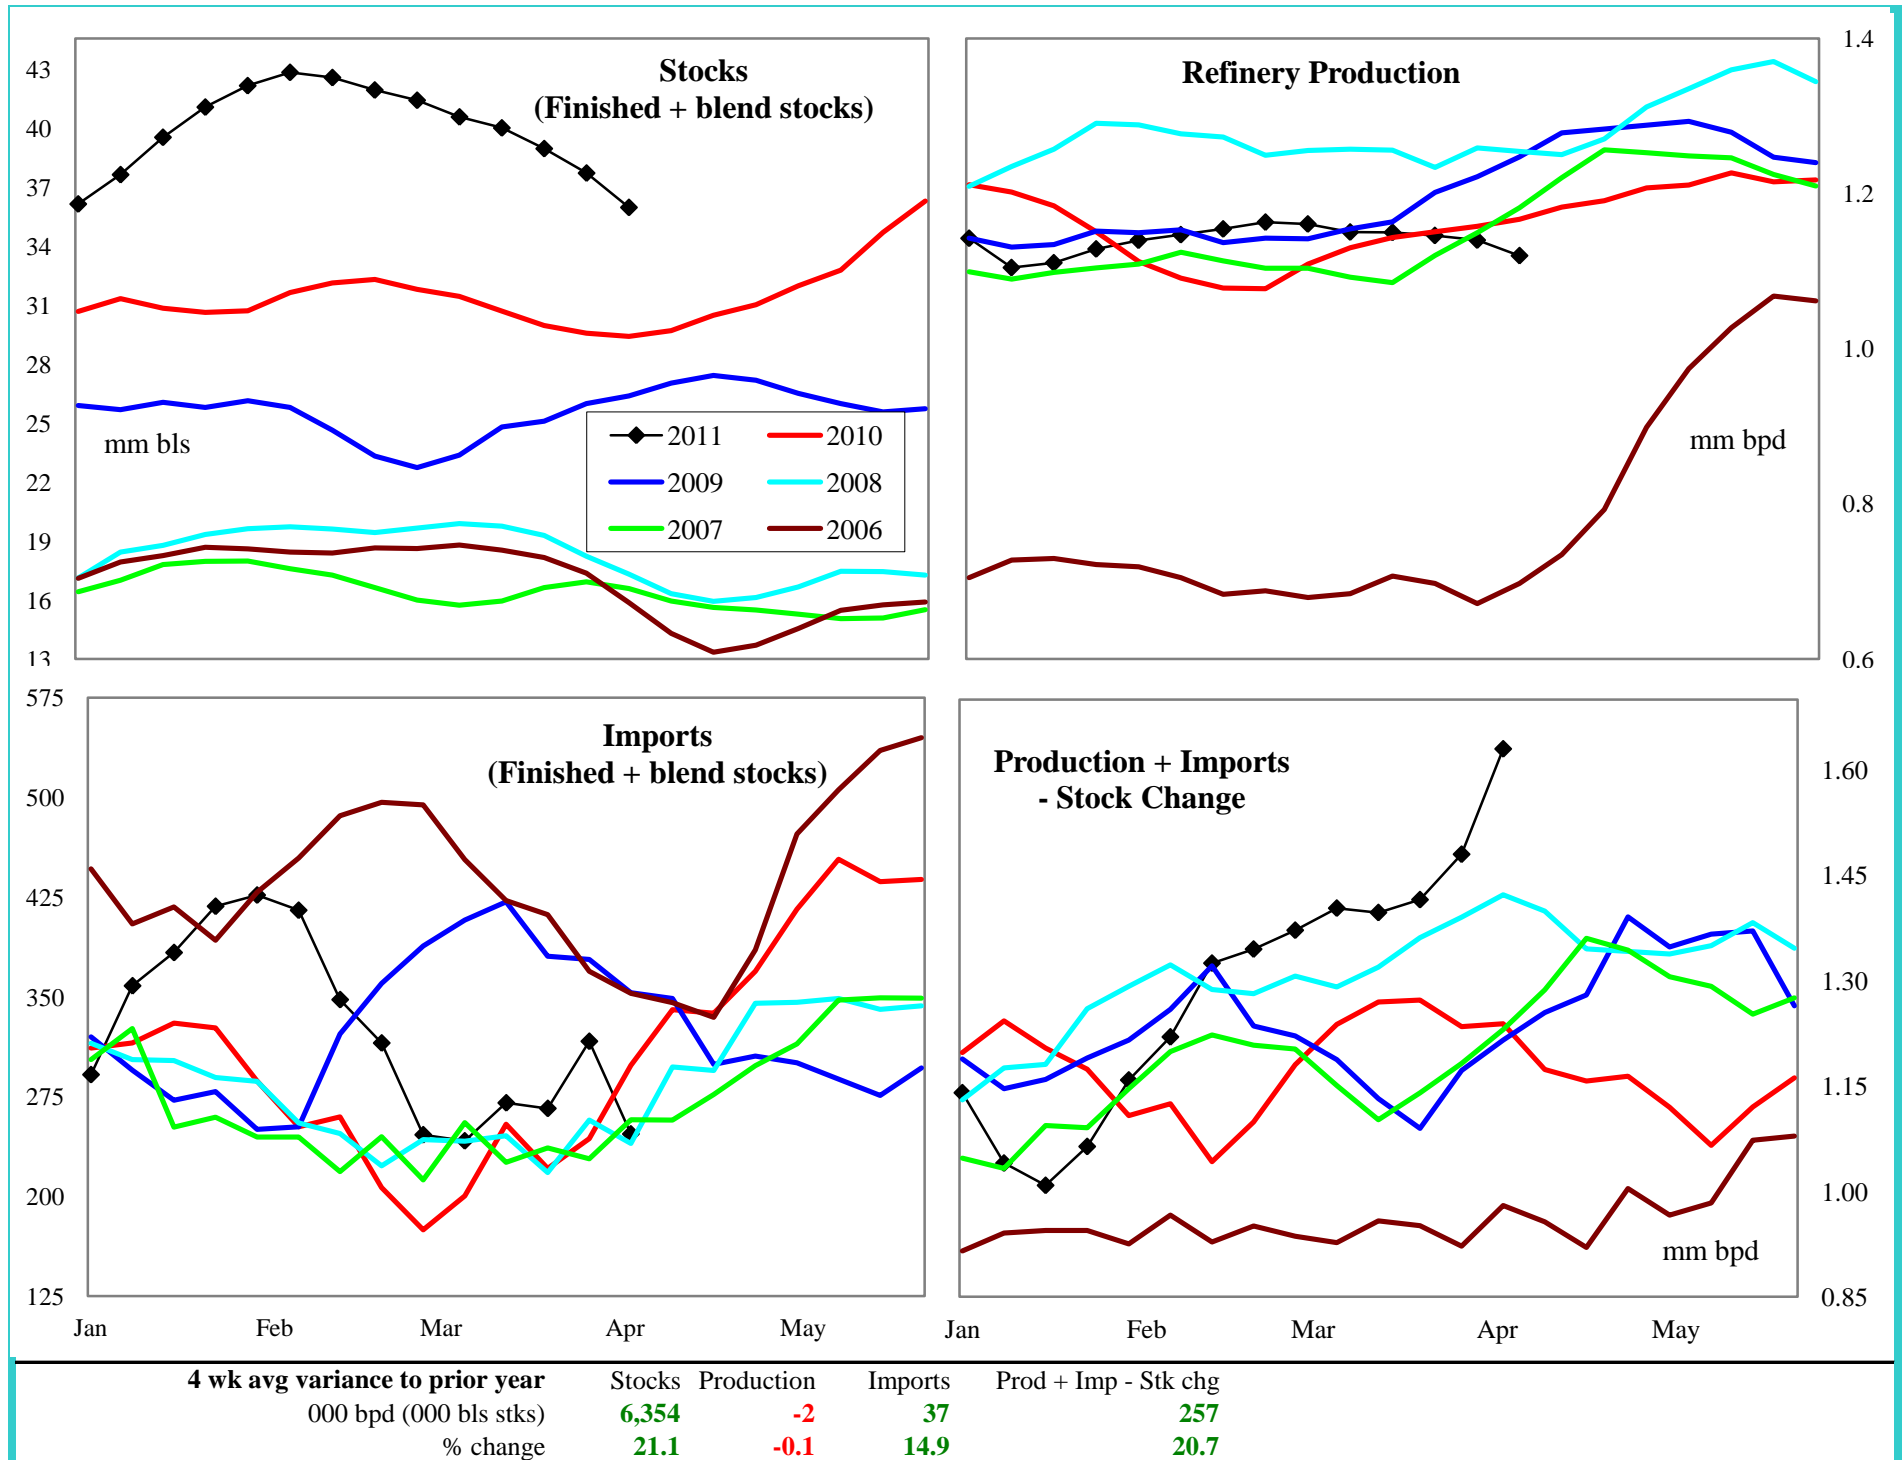 Stocks
(Finished + blend stocks)
43
40
37
34
31
28
25
22
19
16
13
mm bls
2011
2010
2009
2008
2007
2006
Refinery Production
1.4
1.2
1.0
0.8
0.6
mm bpd
Imports
(Finished + blend stocks)
575
500
425
350
275
200
125
Jan Feb Mar Apr May
Production + Imports
- Stock Change
1.60
1.45
1.30
1.15
1.00
0.85
mm bpd
Jan Feb Mar Apr May
4 wk avg variance to prior year Stocks Production Imports Prod + Imp - Stk chg
000 bpd (000 bls stks) 6,354 -2 37 257
% change 21.1 -0.1 14.9 20.7